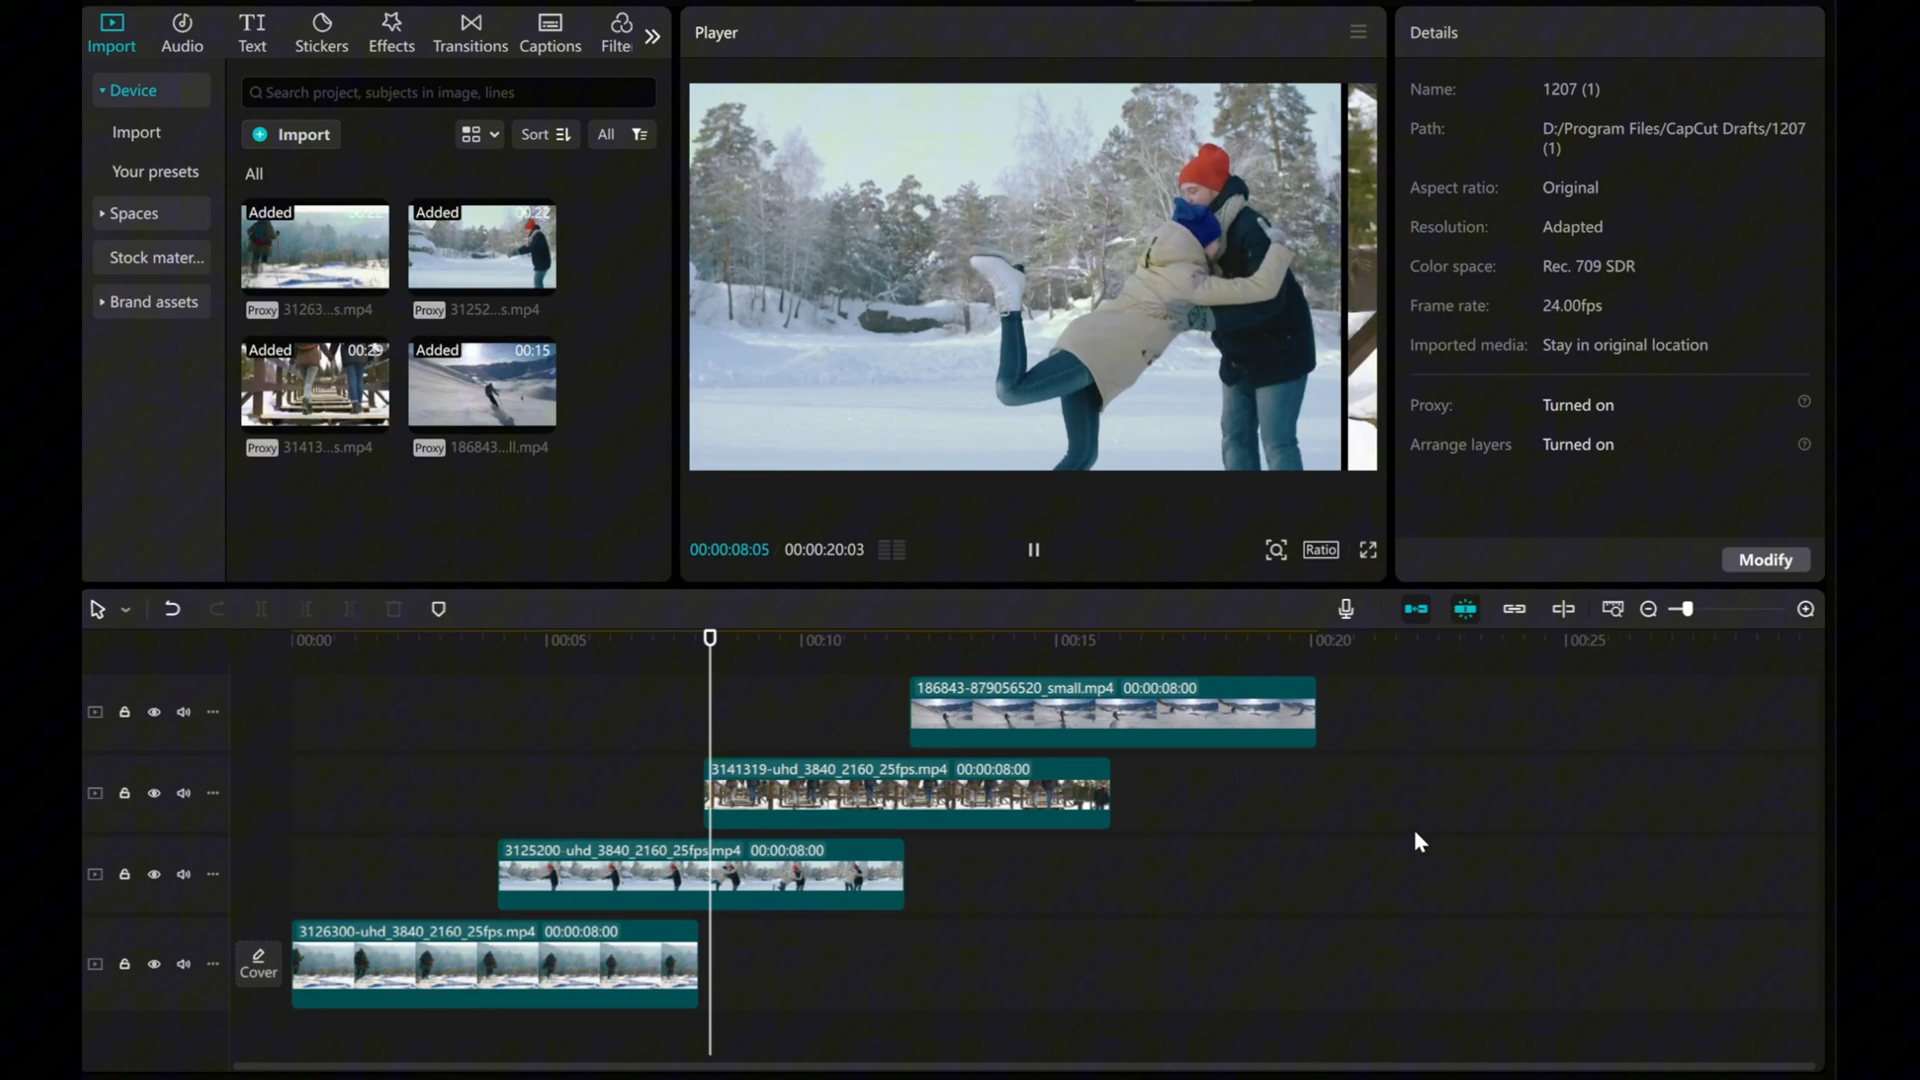 Import
Audio
Text
Stickers
Effects
Transitions
Captions
Filte
Device
Import
Your presets
Spaces
Stock mater...
Brand assets
Search project, subjects in image, lines
Import
Sort
All
All
Added
Added 00:22
Proxy 31263...s.mp4
Proxy 31252...s.mp4
Added 00:29
Added 00:15
Proxy 31413...s.mp4
Proxy 186843...ll.mp4
Player
00:00:08:05 / 00:00:20:03
Ratio
Details
Name: 1207 (1)
Path: D:/Program Files/CapCut Drafts/1207
(1)
Aspect ratio: Original
Resolution: Adapted
Color space: Rec. 709 SDR
Frame rate: 24.00fps
Imported media: Stay in original location
Proxy: Turned on
Arrange layers Turned on
Modify
00:00 00:05 00:10 00:15 00:20 00:25
186843-879056520_small.mp4 00:00:08:00
3141319-uhd_3840_2160_25fps.mp4 00:00:08:00
3125200-uhd_3840_2160_25fps.mp4 00:00:08:00
3126300-uhd_3840_2160_25fps.mp4 00:00:08:00
Cover